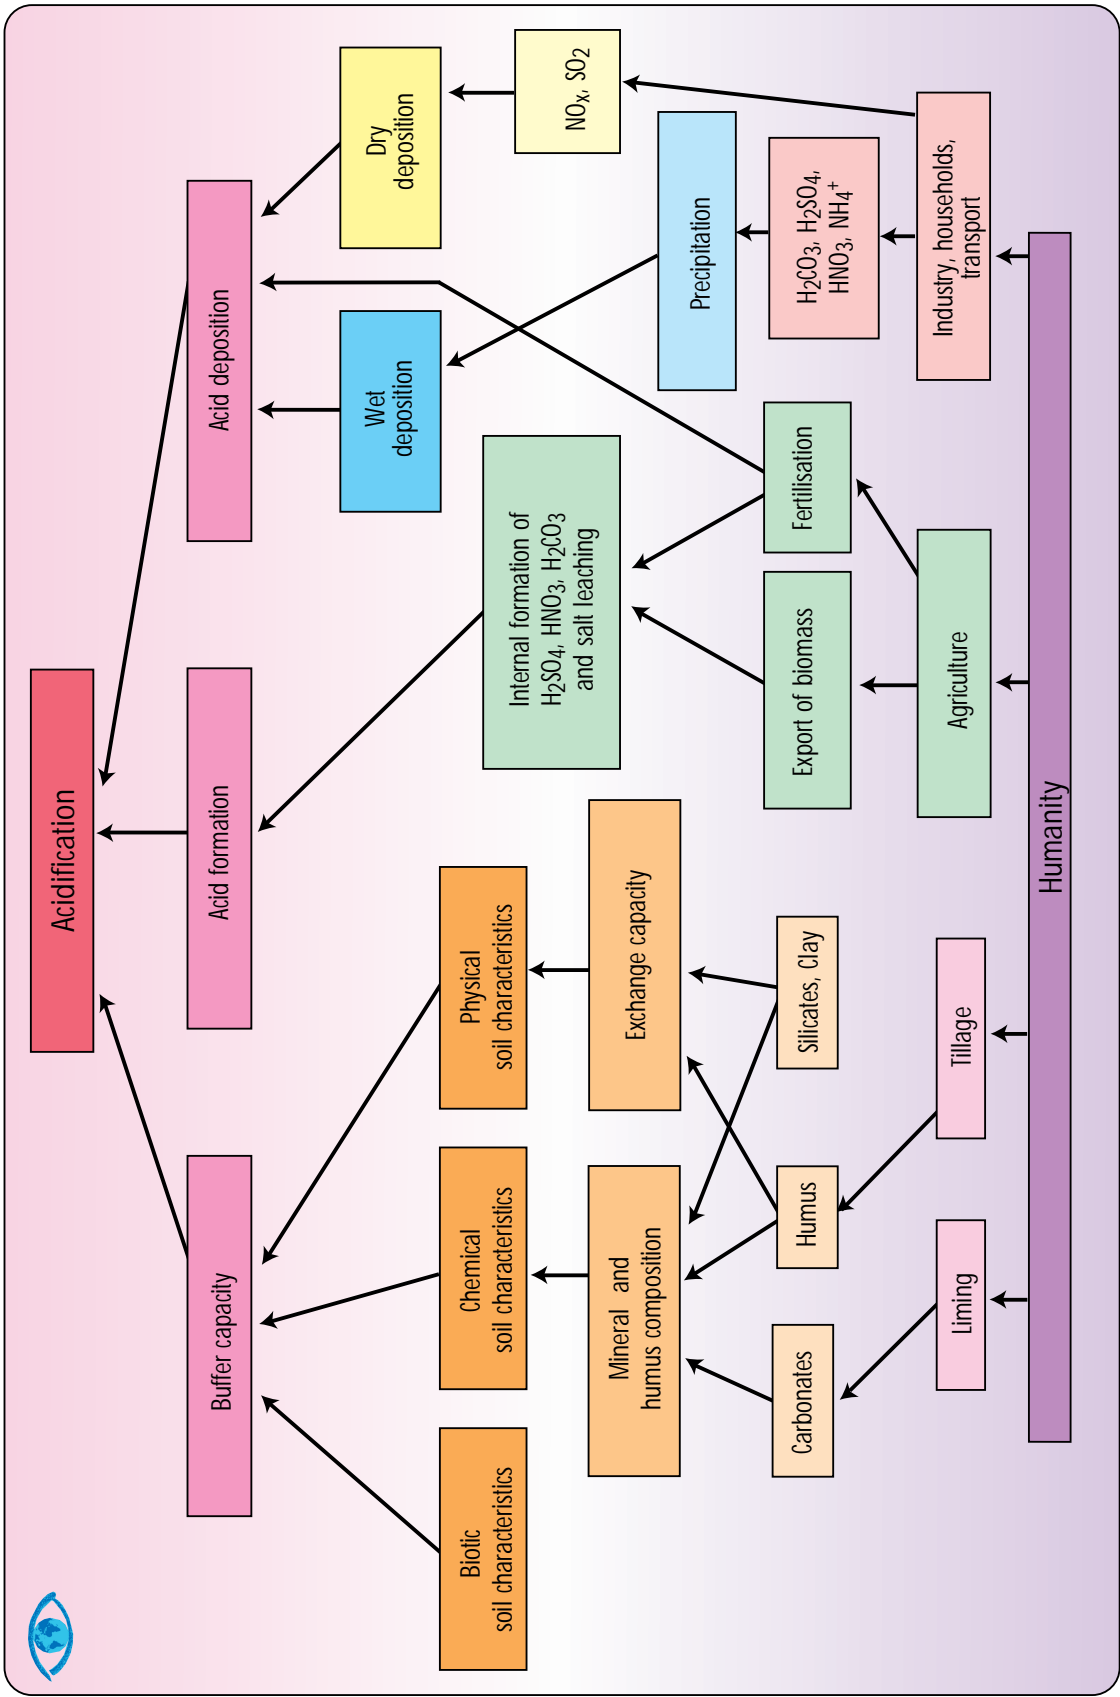 Acidification
Buffer capacity
Acid formation
Acid deposition
Wet
deposition
Dry
deposition
Biotic
soil characteristics
Chemical
soil characteristics
Physical
soil characteristics
Internal formation of
H2SO4, HNO3, H2CO3
and salt leaching
NOx, SO2
Mineral and
humus composition
Exchange capacity
Precipitation
Carbonates
Humus
Silicates, Clay
Export of biomass
Fertilisation
H2CO3, H2SO4,
HNO3, NH4+
Liming
Tillage
Agriculture
Industry, households,
transport
Humanity